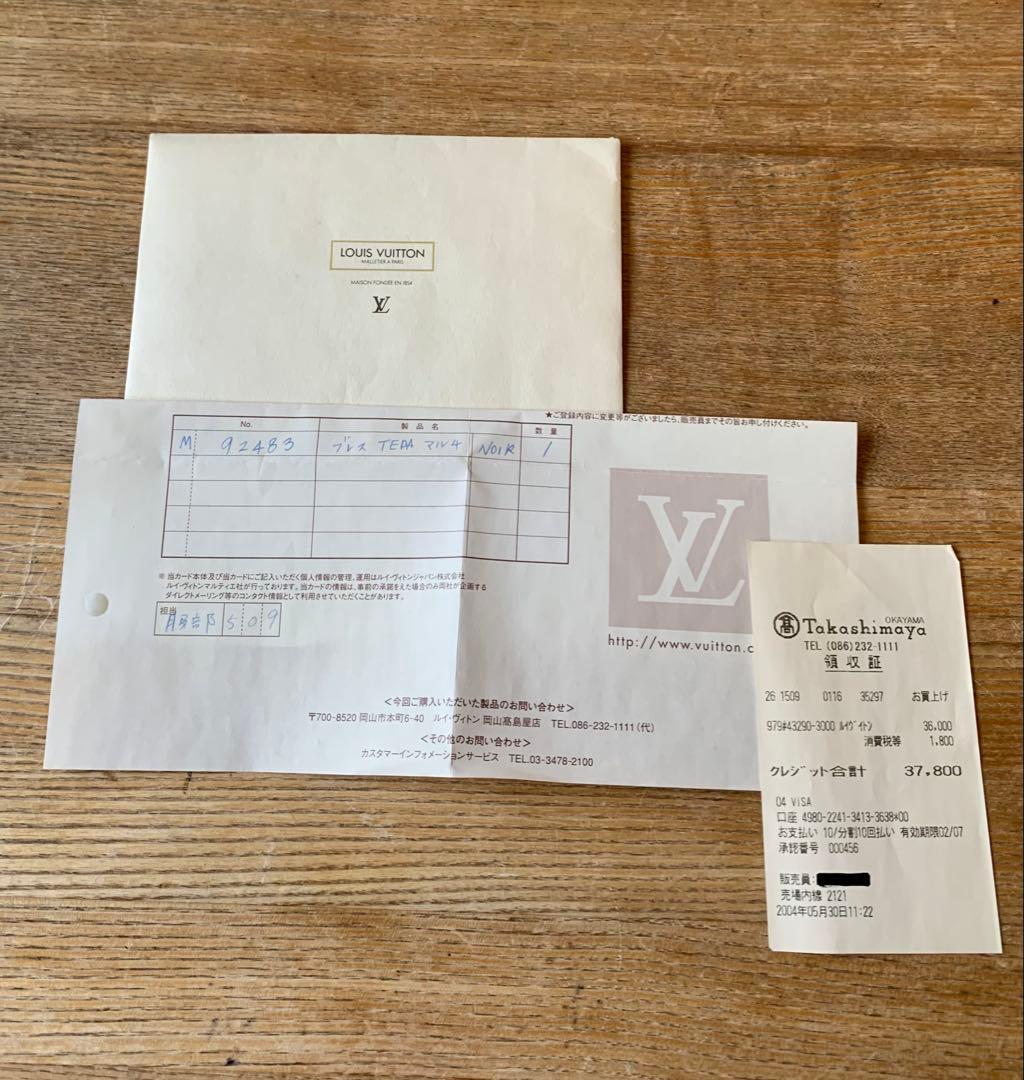 LOUIS VUITTON
MALLETIER A PARIS
MAISON FONDÉE EN 1854
LV
★ご登録内容に変更等がございましたら、販売員までその旨お申し付けください。
No. 製品名 数量
M 92483 ブレス TEDA マルチ NOIR 1
LV
※ 当カード本体及び当カードにご記入いただく個人情報の管理、運用はルイ・ヴィトンジャパン株式会社
ルイ・ヴィトンマルティエ社が行っております。当カードの情報は、事前の承諾をえた場合のみ両社が企画する
ダイレクトメーリング等のコンタクト情報として利用させていただくことがあります。
担当
509
http://www.vuitton.c
<今回ご購入いただいた製品のお問い合わせ>
〒700-8520 岡山市本町6-40 ルイ・ヴィトン 岡山髙島屋店 TEL.086-232-1111(代)
<その他のお問い合わせ>
カスタマーインフォメーションサービス TEL.03-3478-2100
髙 Takashimaya OKAYAMA
TEL (086)232-1111
領収証
26 1509 0116 35297 お買上げ
979#43290-3000 ルイヴィトン 36,000
消費税等 1,800
クレジット合計 37,800
04 VISA
口座 4980-2241-3413-3638*00
お支払い 10/分割10回払い 有効期限02/07
承認番号 000456
販売員:
売場内線 2121
2004年05月30日11:22